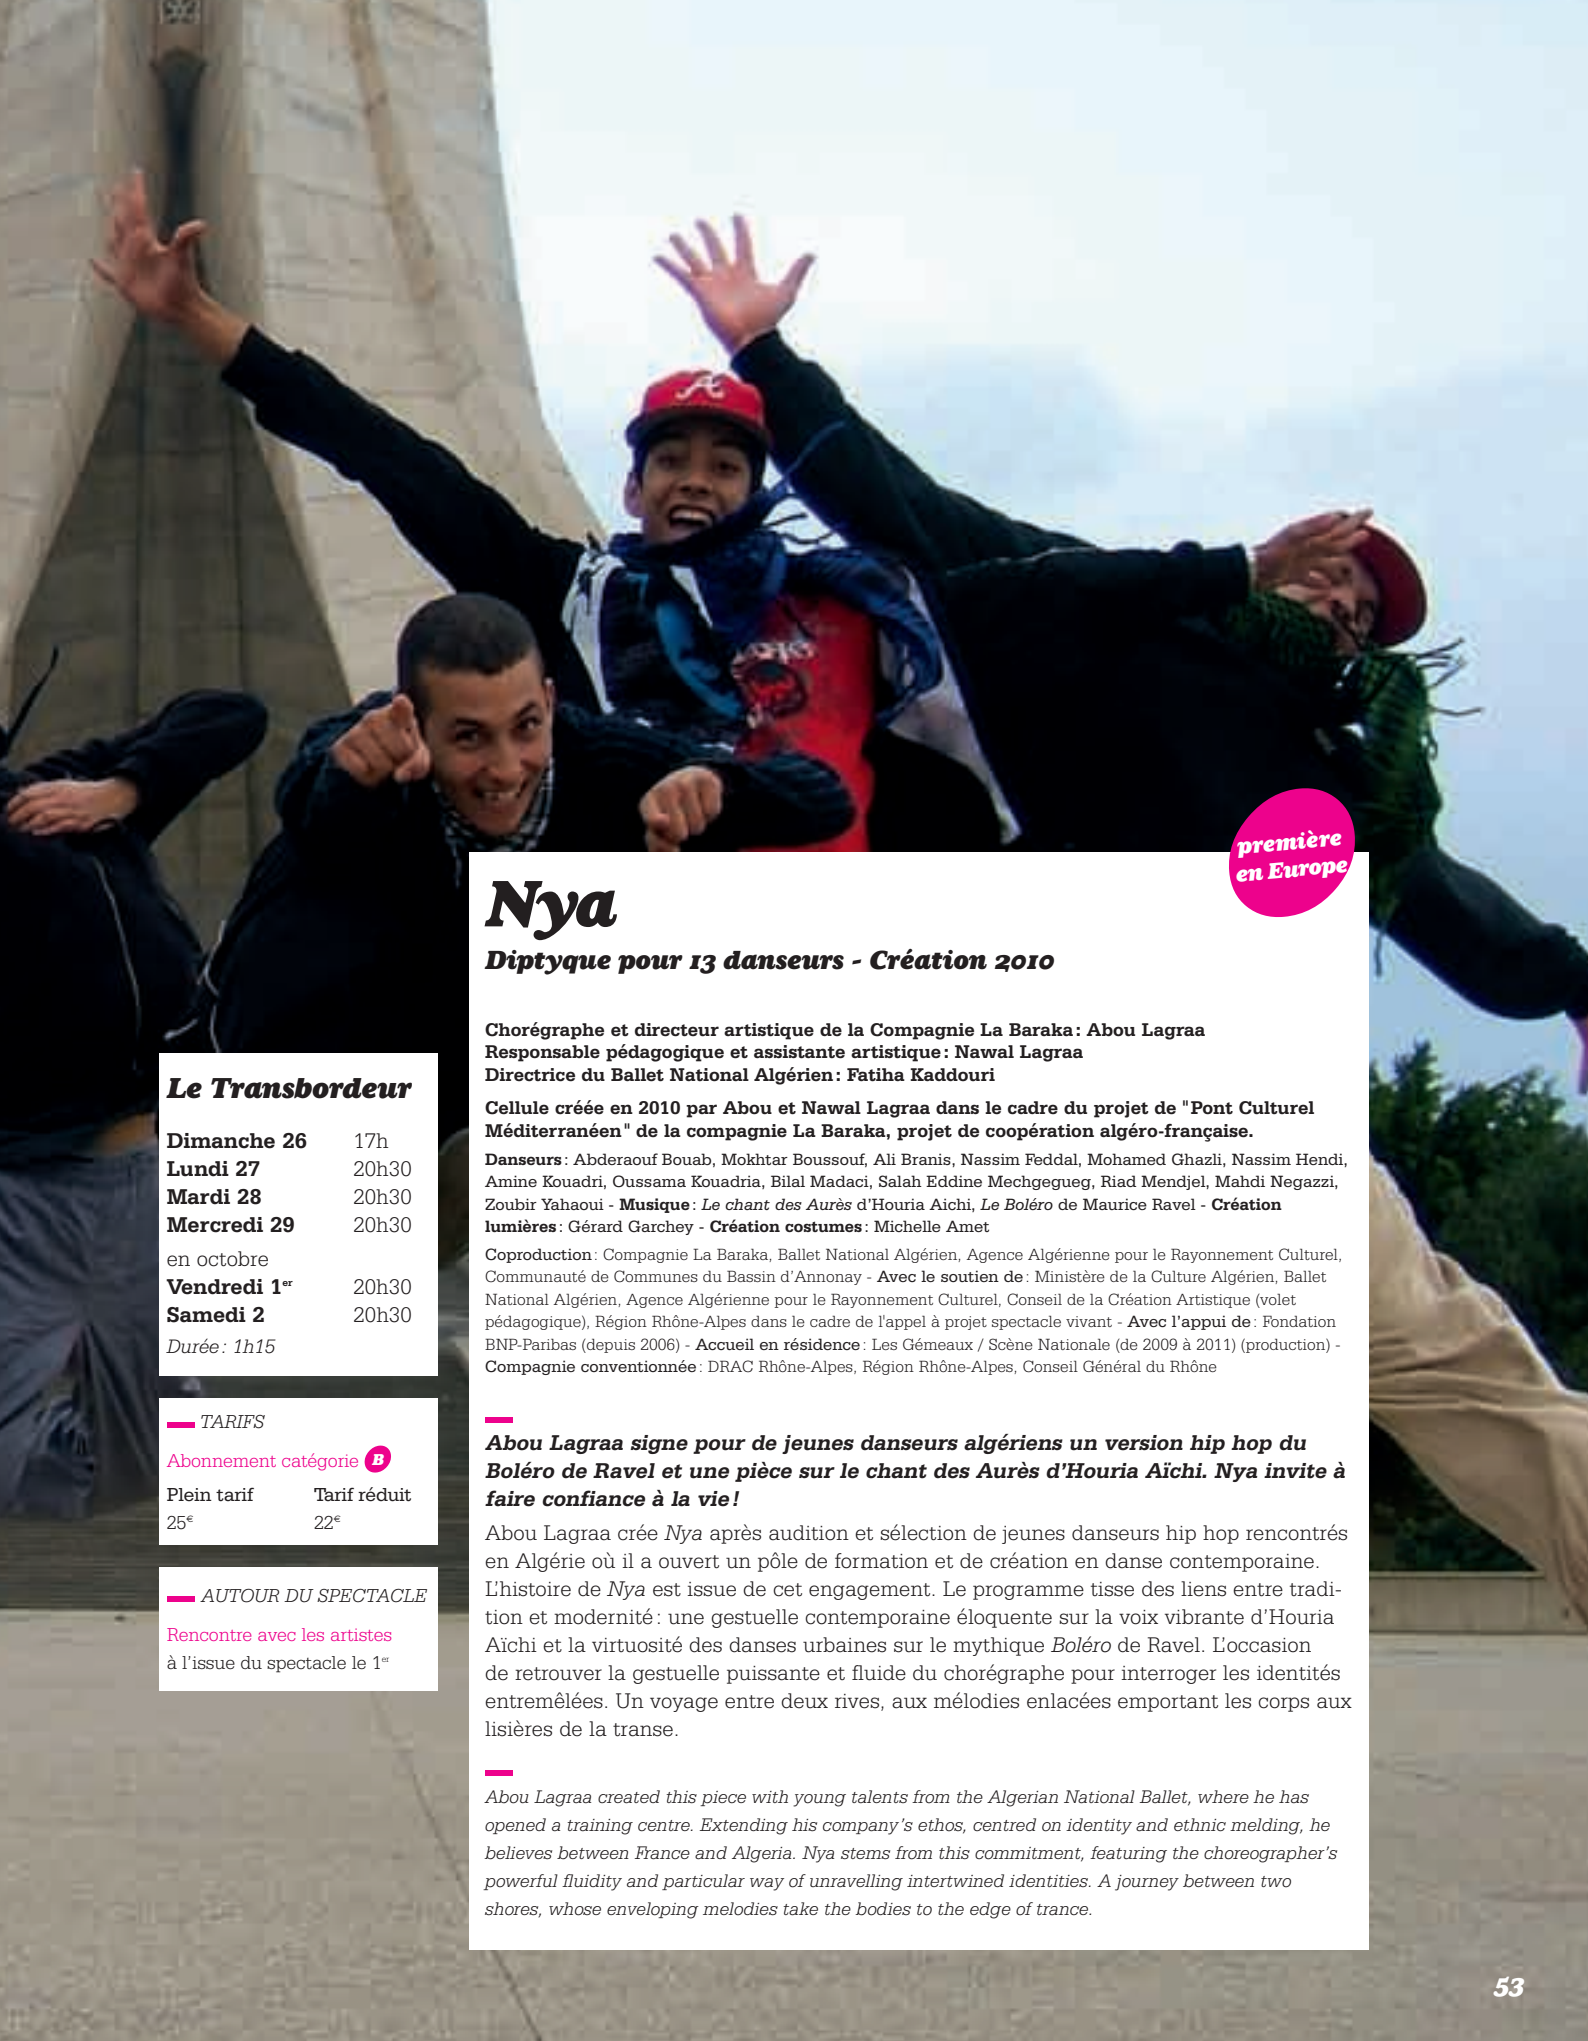 première
en Europe
Nya
Diptyque pour 13 danseurs - Création 2010
Chorégraphe et directeur artistique de la Compagnie La Baraka : Abou Lagraa
Responsable pédagogique et assistante artistique : Nawal Lagraa
Directrice du Ballet National Algérien : Fatiha Kaddouri
Cellule créée en 2010 par Abou et Nawal Lagraa dans le cadre du projet de "Pont Culturel
Méditerranéen" de la compagnie La Baraka, projet de coopération algéro-française.
Danseurs : Abderaouf Bouab, Mokhtar Boussouf, Ali Branis, Nassim Feddal, Mohamed Ghazli, Nassim Hendi,
Amine Kouadri, Oussama Kouadria, Bilal Madaci, Salah Eddine Mechgegueg, Riad Mendjel, Mahdi Negazzi,
Zoubir Yahaoui - Musique : Le chant des Aurès d'Houria Aichi, Le Boléro de Maurice Ravel - Création
lumières : Gérard Garchey - Création costumes : Michelle Amet
Coproduction : Compagnie La Baraka, Ballet National Algérien, Agence Algérienne pour le Rayonnement Culturel,
Communauté de Communes du Bassin d'Annonay - Avec le soutien de : Ministère de la Culture Algérien, Ballet
National Algérien, Agence Algérienne pour le Rayonnement Culturel, Conseil de la Création Artistique (volet
pédagogique), Région Rhône-Alpes dans le cadre de l'appel à projet spectacle vivant - Avec l'appui de : Fondation
BNP-Paribas (depuis 2006) - Accueil en résidence : Les Gémeaux / Scène Nationale (de 2009 à 2011) (production) -
Compagnie conventionnée : DRAC Rhône-Alpes, Région Rhône-Alpes, Conseil Général du Rhône
Abou Lagraa signe pour de jeunes danseurs algériens un version hip hop du
Boléro de Ravel et une pièce sur le chant des Aurès d'Houria Aïchi. Nya invite à
faire confiance à la vie !
Abou Lagraa crée Nya après audition et sélection de jeunes danseurs hip hop rencontrés
en Algérie où il a ouvert un pôle de formation et de création en danse contemporaine.
L'histoire de Nya est issue de cet engagement. Le programme tisse des liens entre tradi-
tion et modernité : une gestuelle contemporaine éloquente sur la voix vibrante d'Houria
Aïchi et la virtuosité des danses urbaines sur le mythique Boléro de Ravel. L'occasion
de retrouver la gestuelle puissante et fluide du chorégraphe pour interroger les identités
entremêlées. Un voyage entre deux rives, aux mélodies enlacées emportant les corps aux
lisières de la transe.
Abou Lagraa created this piece with young talents from the Algerian National Ballet, where he has
opened a training centre. Extending his company's ethos, centred on identity and ethnic melding, he
believes between France and Algeria. Nya stems from this commitment, featuring the choreographer's
powerful fluidity and particular way of unravelling intertwined identities. A journey between two
shores, whose enveloping melodies take the bodies to the edge of trance.
Le Transbordeur
Dimanche 26 17h
Lundi 27 20h30
Mardi 28 20h30
Mercredi 29 20h30
en octobre
Vendredi 1er 20h30
Samedi 2 20h30
Durée : 1h15
TARIFS
Abonnement catégorie B
Plein tarif Tarif réduit
25€ 22€
AUTOUR DU SPECTACLE
Rencontre avec les artistes
à l'issue du spectacle le 1er
53